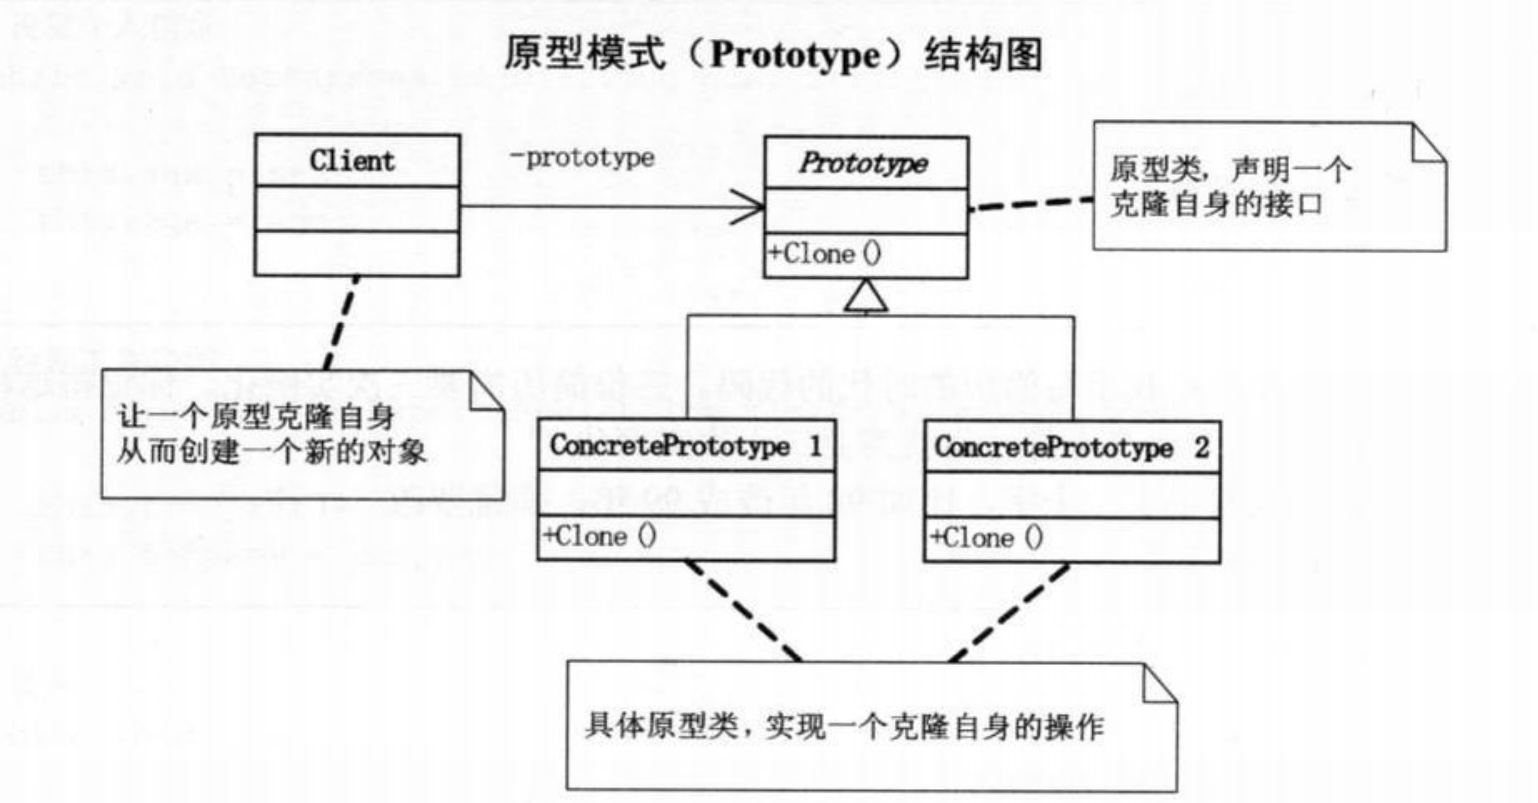 原型模式（Prototype）结构图
Client
-prototype
Prototype
+Clone()
原型类，声明一个
克隆自身的接口
让一个原型克隆自身
从而创建一个新的对象
ConcretePrototype 1
+Clone()
ConcretePrototype 2
+Clone()
具体原型类，实现一个克隆自身的操作